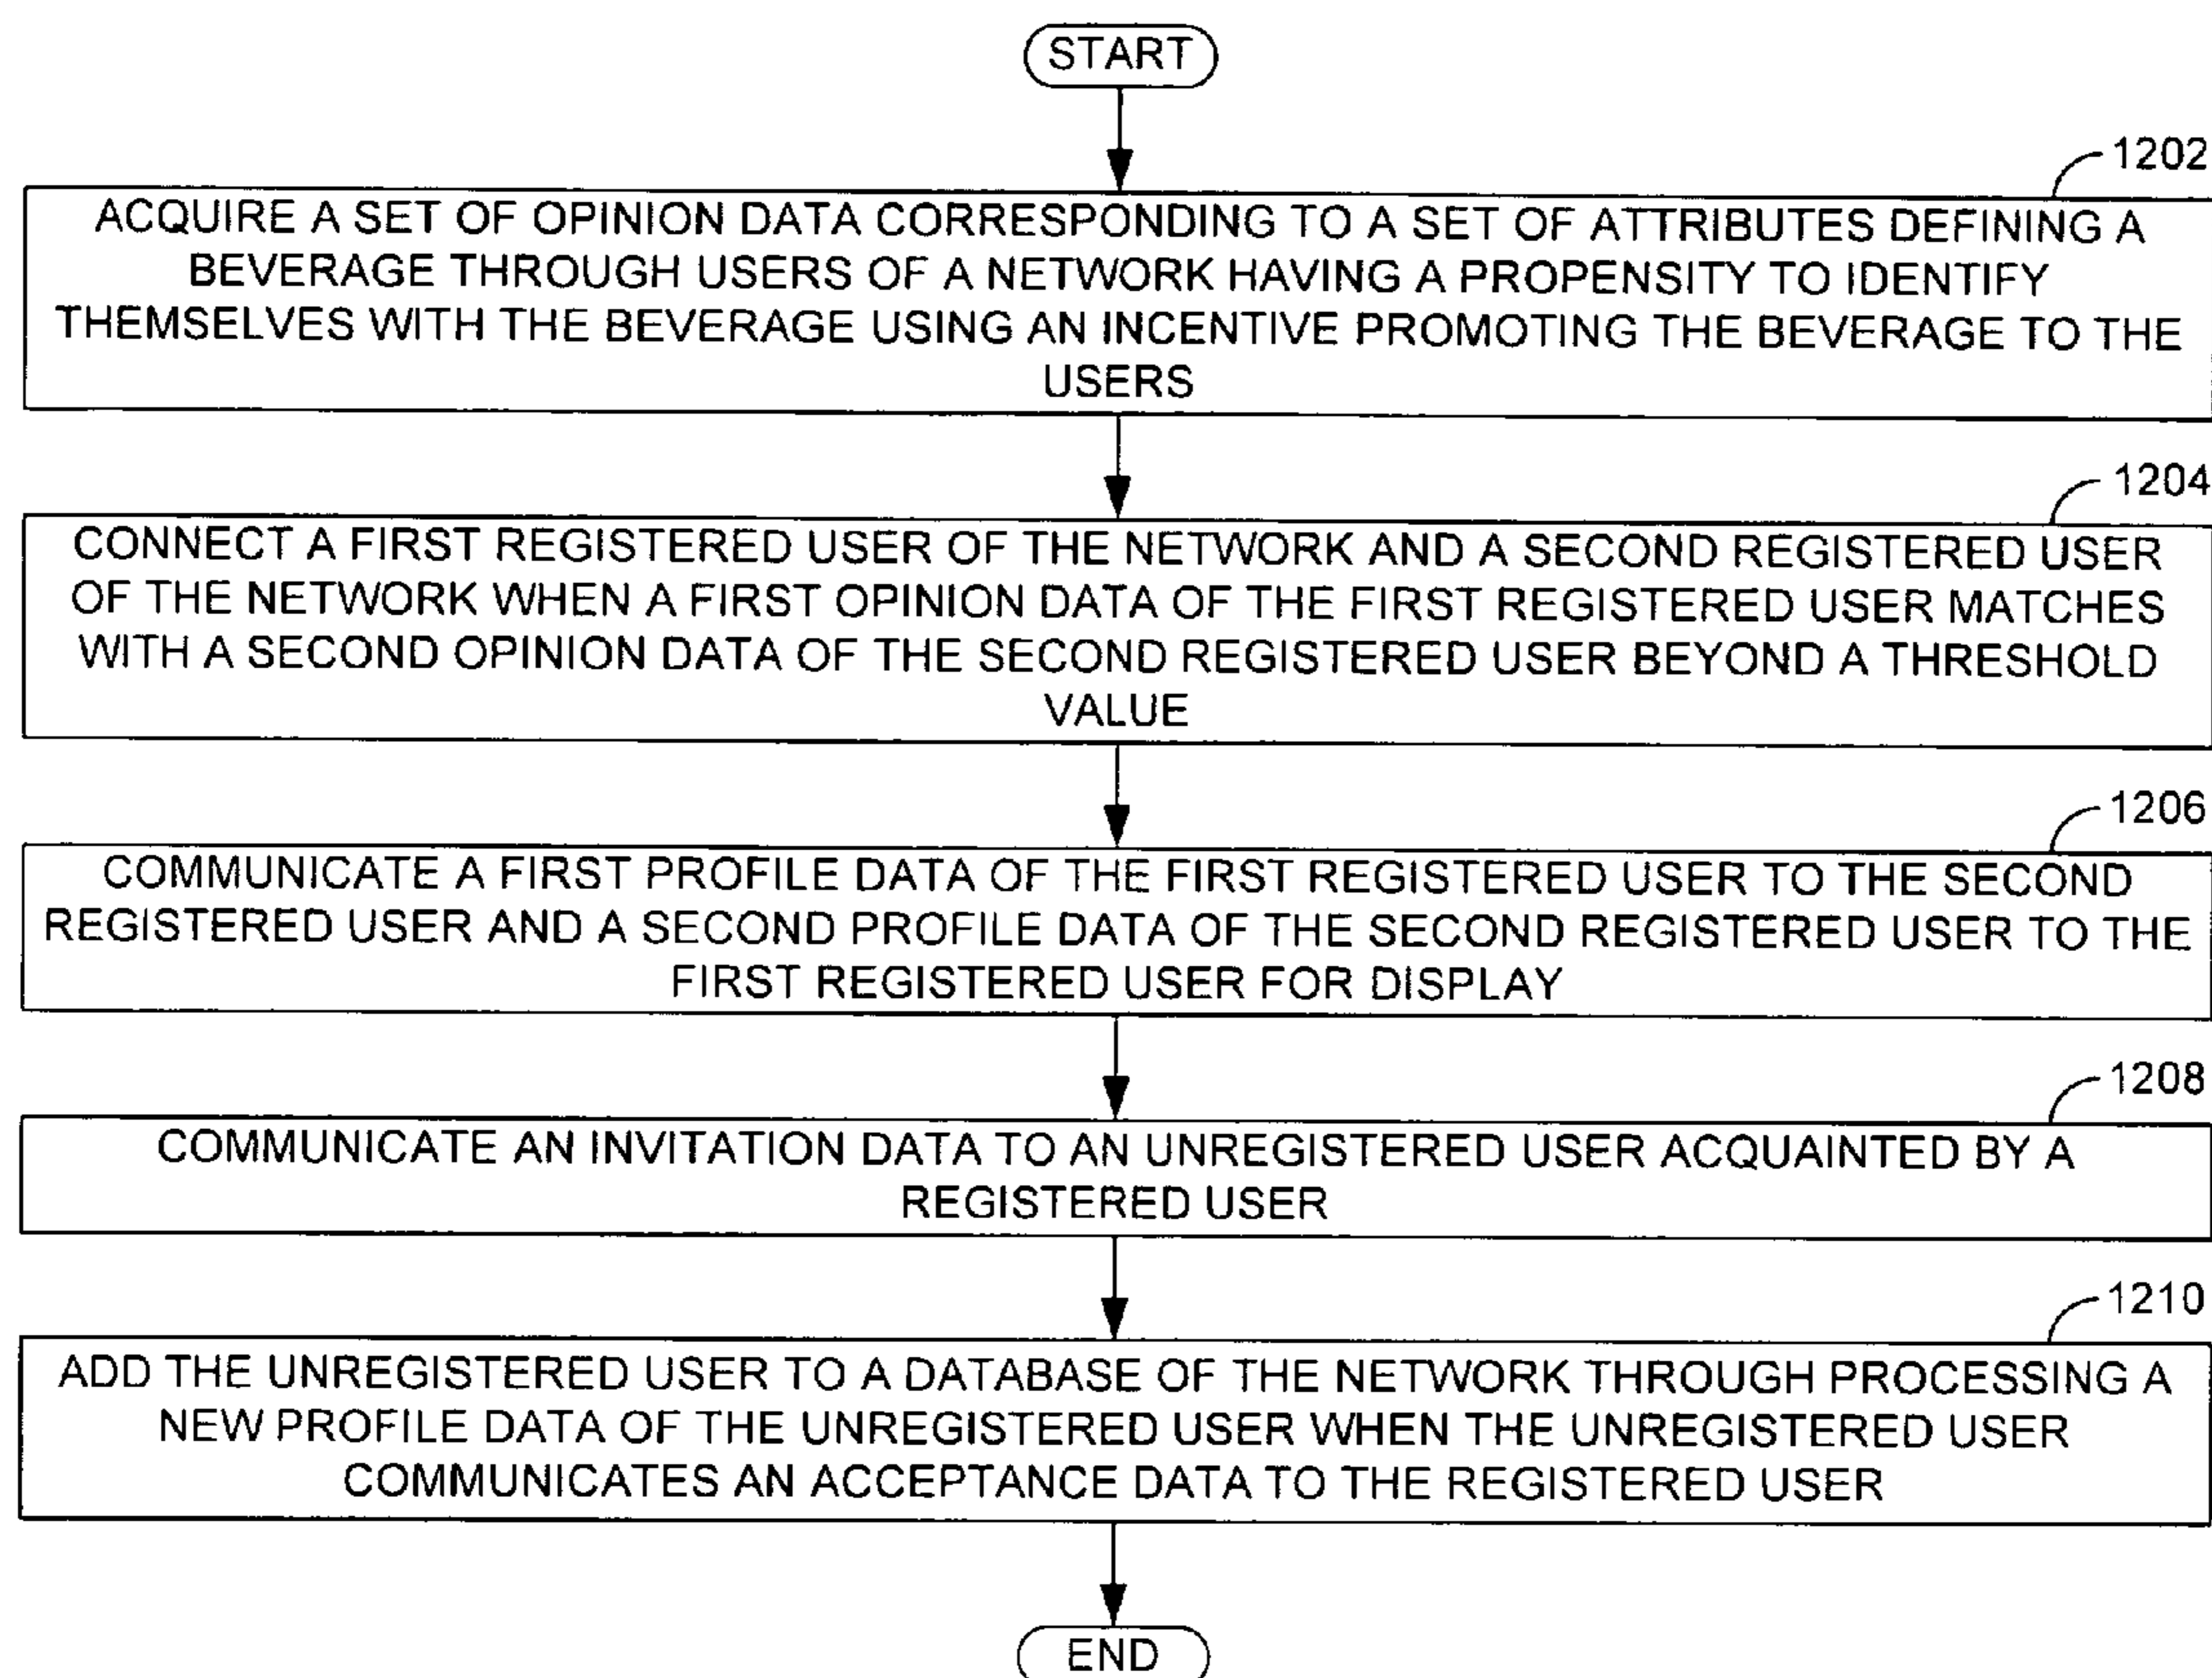 START
1202
ACQUIRE A SET OF OPINION DATA CORRESPONDING TO A SET OF ATTRIBUTES DEFINING A
BEVERAGE THROUGH USERS OF A NETWORK HAVING A PROPENSITY TO IDENTIFY
THEMSELVES WITH THE BEVERAGE USING AN INCENTIVE PROMOTING THE BEVERAGE TO THE
USERS
1204
CONNECT A FIRST REGISTERED USER OF THE NETWORK AND A SECOND REGISTERED USER
OF THE NETWORK WHEN A FIRST OPINION DATA OF THE FIRST REGISTERED USER MATCHES
WITH A SECOND OPINION DATA OF THE SECOND REGISTERED USER BEYOND A THRESHOLD
VALUE
1206
COMMUNICATE A FIRST PROFILE DATA OF THE FIRST REGISTERED USER TO THE SECOND
REGISTERED USER AND A SECOND PROFILE DATA OF THE SECOND REGISTERED USER TO THE
FIRST REGISTERED USER FOR DISPLAY
1208
COMMUNICATE AN INVITATION DATA TO AN UNREGISTERED USER ACQUAINTED BY A
REGISTERED USER
1210
ADD THE UNREGISTERED USER TO A DATABASE OF THE NETWORK THROUGH PROCESSING A
NEW PROFILE DATA OF THE UNREGISTERED USER WHEN THE UNREGISTERED USER
COMMUNICATES AN ACCEPTANCE DATA TO THE REGISTERED USER
END